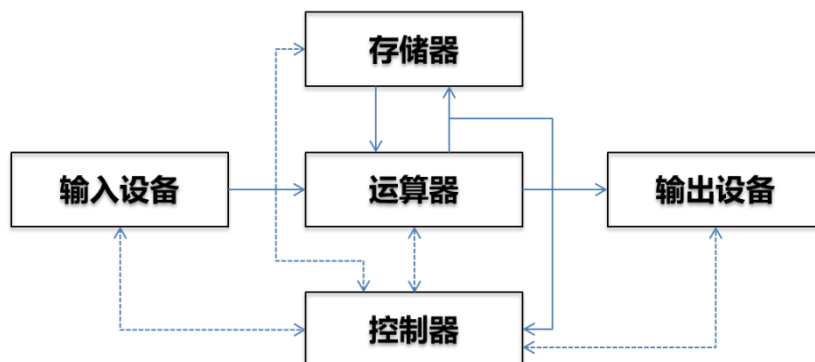 存储器
输入设备
运算器
输出设备
控制器